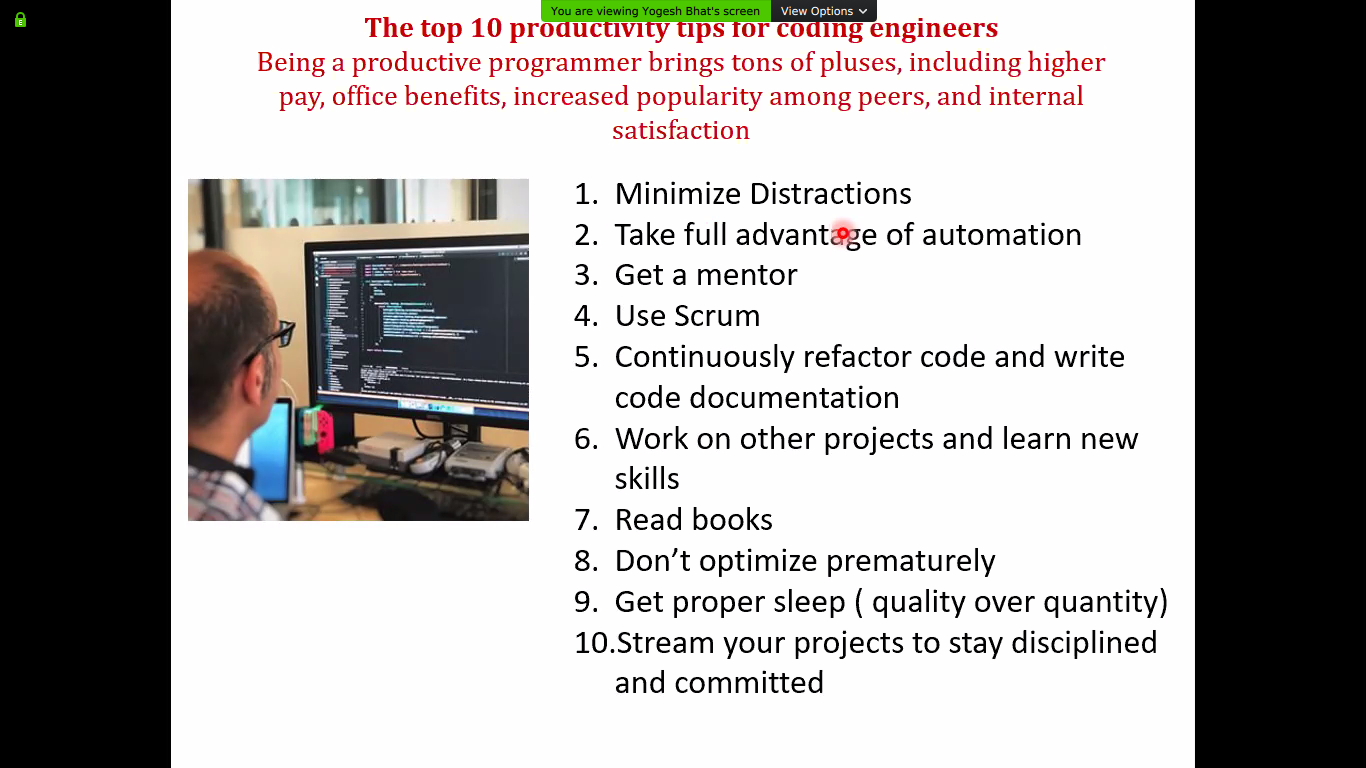 You are viewing Yogesh Bhat's screen View Options
The top 10 productivity tips for coding engineers
Being a productive programmer brings tons of pluses, including higher
pay, office benefits, increased popularity among peers, and internal
satisfaction
1. Minimize Distractions
2. Take full advantage of automation
3. Get a mentor
4. Use Scrum
5. Continuously refactor code and write
code documentation
6. Work on other projects and learn new
skills
7. Read books
8. Don’t optimize prematurely
9. Get proper sleep ( quality over quantity)
10.Stream your projects to stay disciplined
and committed